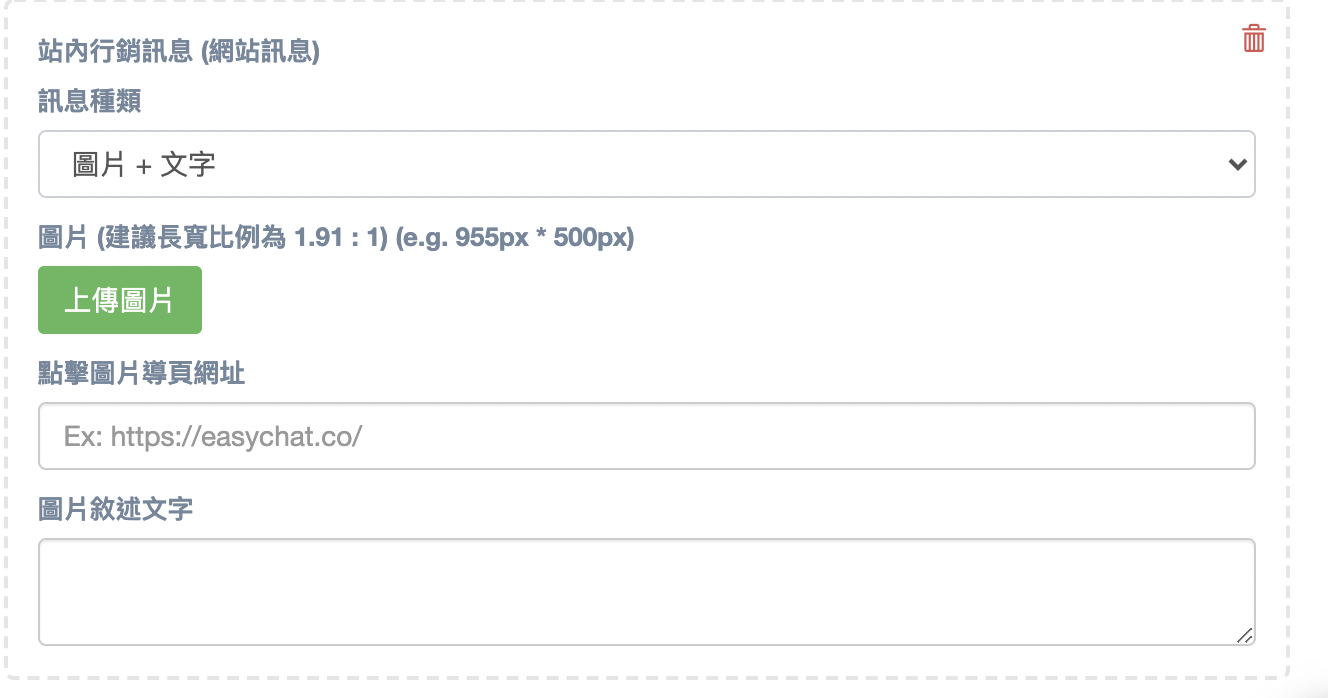 站內行銷訊息 (網站訊息)
訊息種類
圖片 + 文字
圖片 (建議長寬比例為 1.91 : 1) (e.g. 955px * 500px)
上傳圖片
點擊圖片導頁網址
Ex: https://easychat.co/
圖片敘述文字